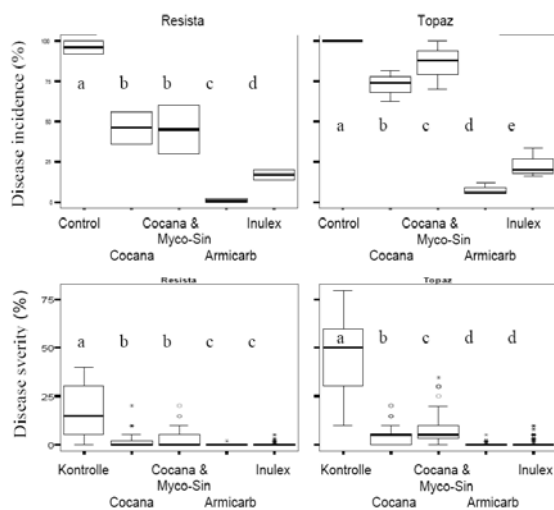 Resista
Topaz
Disease incidence (%)
100
75
50
25
0
a b b c d
a b c d e
Control Cocana & Inulex
Myco-Sin
Cocana Armicarb
Control Cocana & Inulex
Myco-Sin
Cocana Armicarb
Resista
Topaz
Disease sverity (%)
75
50
25
0
a b b c c
a b c d d
Kontrolle Cocana & Inulex
Myco-Sin
Cocana Armicarb
Kontrolle Cocana & Inulex
Myco-Sin
Cocana Armicarb